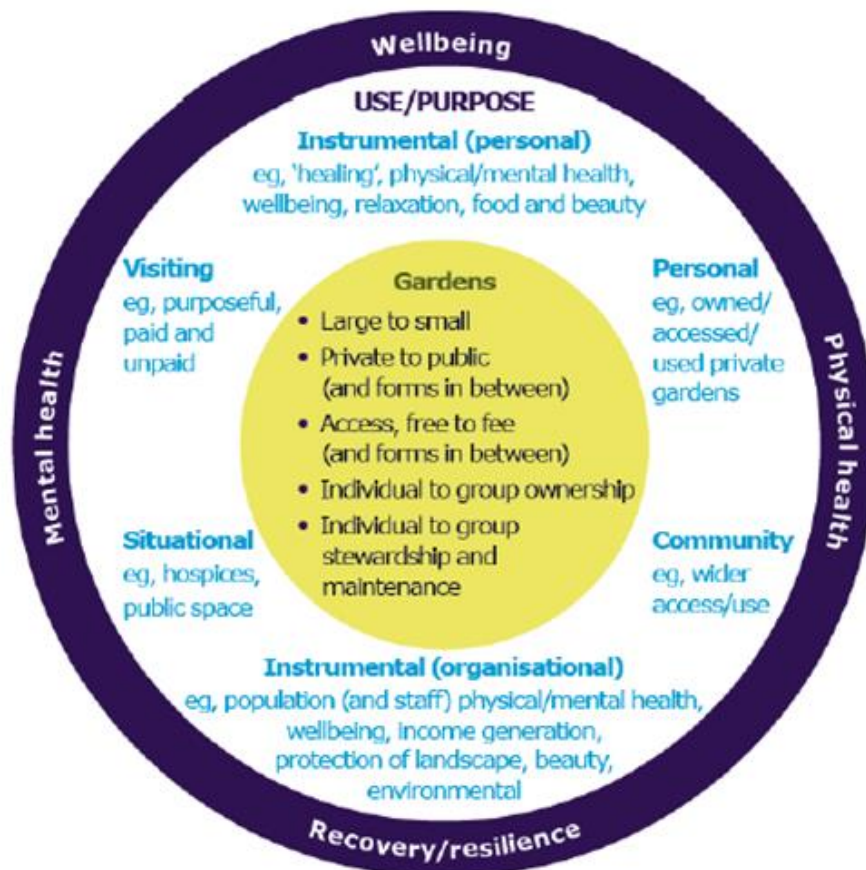 Wellbeing
USE/PURPOSE
Instrumental (personal)
eg, ‘healing’, physical/mental health,
wellbeing, relaxation, food and beauty
Visiting
eg, purposeful,
paid and
unpaid
Gardens
• Large to small
• Private to public
(and forms in between)
• Access, free to fee
(and forms in between)
• Individual to group ownership
• Individual to group
stewardship and
maintenance
Personal
eg, owned/
accessed/
used private
gardens
Mental health
Physical health
Situational
eg, hospices,
public space
Community
eg, wider
access/use
Instrumental (organisational)
eg, population (and staff) physical/mental health,
wellbeing, income generation,
protection of landscape, beauty,
environmental
Recovery/resilience